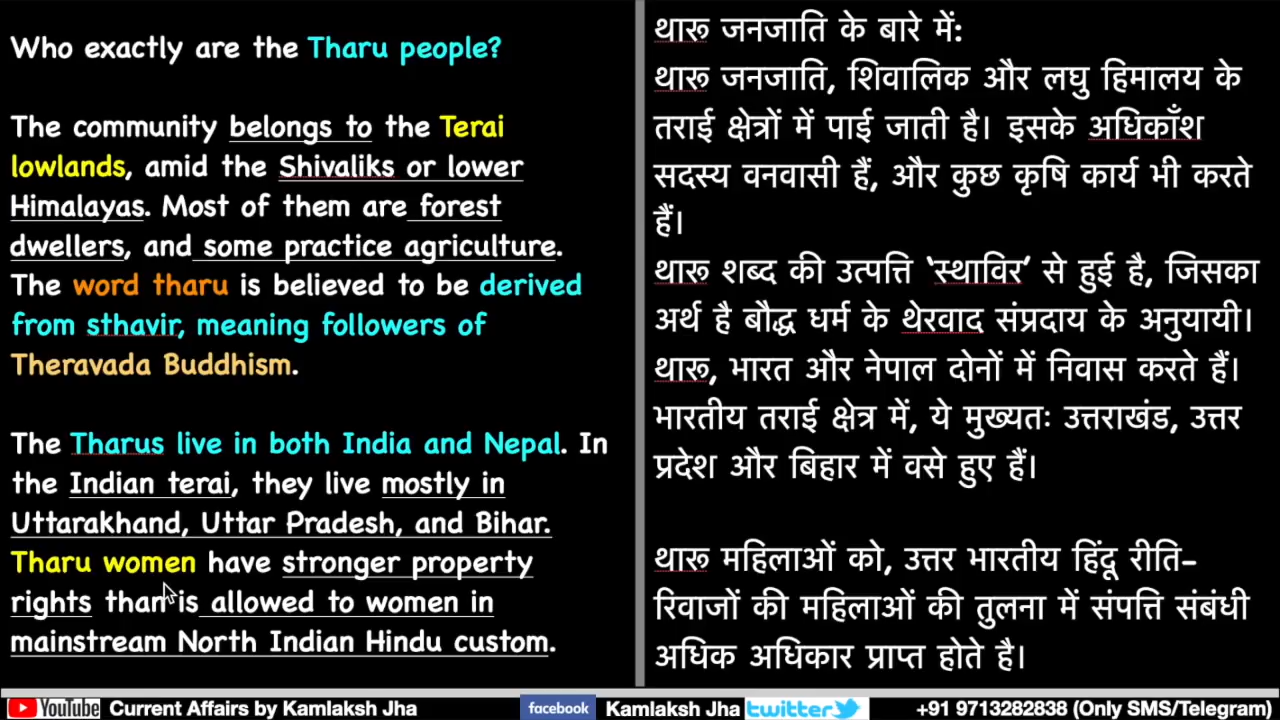 Who exactly are the Tharu people?
The community belongs to the Terai
lowlands, amid the Shivaliks or lower
Himalayas. Most of them are forest
dwellers, and some practice agriculture.
The word tharu is believed to be derived
from sthavir, meaning followers of
Theravada Buddhism.
The Tharus live in both India and Nepal. In
the Indian terai, they live mostly in
Uttarakhand, Uttar Pradesh, and Bihar.
Tharu women have stronger property
rights than is allowed to women in
mainstream North Indian Hindu custom.
थारू जनजाति के बारे में:
थारू जनजाति, शिवालिक और लघु हिमालय के
तराई क्षेत्रों में पाई जाती है। इसके अधिकाँश
सदस्य वनवासी हैं, और कुछ कृषि कार्य भी करते
हैं।
थारू शब्द की उत्पत्ति ‘स्थाविर’ से हुई है, जिसका
अर्थ है बौद्ध धर्म के थेरवाद संप्रदाय के अनुयायी।
थारू, भारत और नेपाल दोनों में निवास करते हैं।
भारतीय तराई क्षेत्र में, ये मुख्यतः उत्तराखंड, उत्तर
प्रदेश और बिहार में वसे हुए हैं।
थारू महिलाओं को, उत्तर भारतीय हिंदू रीति-
रिवाजों की महिलाओं की तुलना में संपत्ति संबंधी
अधिक अधिकार प्राप्त होते है।
YouTube Current Affairs by Kamlaksh Jha facebook Kamlaksh Jha twitter +91 9713282838 (Only SMS/Telegram)